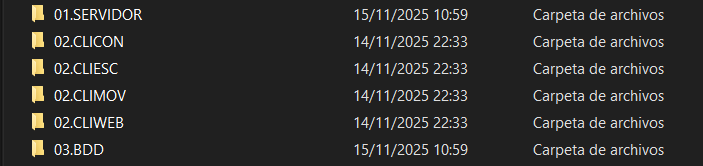 01.SERVIDOR 15/11/2025 10:59 Carpeta de archivos
02.CLICON 14/11/2025 22:33 Carpeta de archivos
02.CLIESC 14/11/2025 22:33 Carpeta de archivos
02.CLIMOV 14/11/2025 22:33 Carpeta de archivos
02.CLIWEB 14/11/2025 22:33 Carpeta de archivos
03.BDD 15/11/2025 10:59 Carpeta de archivos